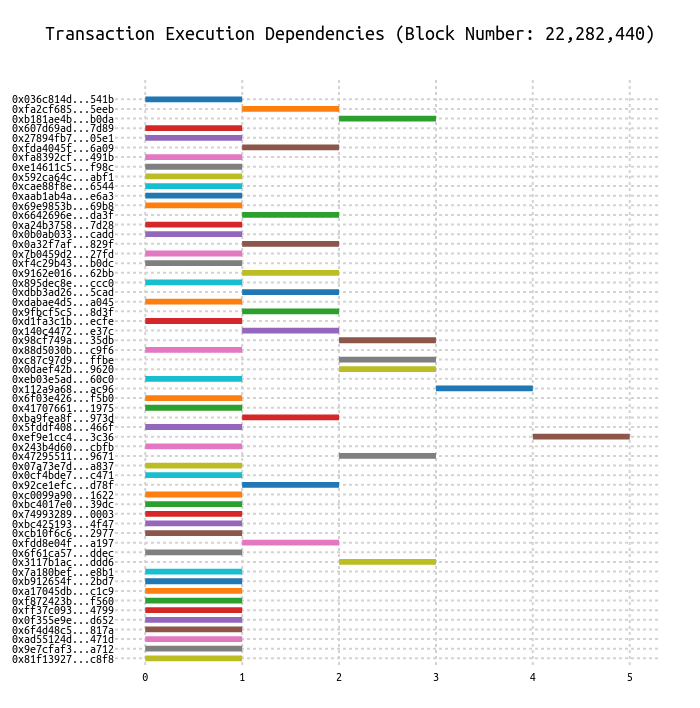 Transaction Execution Dependencies (Block Number: 22,282,440)
0x036c814d...541b
0xfa2cf685...5eeb
0xb181ae4b...b0da
0x607d69ad...7d89
0x27894fb7...05e1
0xfda4045f...6a09
0xfa8392cf...491b
0xe14611c5...f98c
0x592ca64c...abf1
0xcae88f8e...6544
0xaab1ab4a...e6a3
0x69e9853b...69b8
0x6642696e...da3f
0xa24b3758...7d28
0x0b0ab033...cadd
0x0a32f7af...829f
0x7b0459d2...27fd
0xf4c29b43...b0dc
0x9162e016...62bb
0x895dec8e...ccc0
0xdbb3ad26...5cad
0xdabae4d5...a045
0x9fbcf5c5...8d3f
0xd1fa3c1b...ecfe
0x140c4472...e37c
0x98cf749a...35db
0x88d5030b...c9f6
0xc87c97d9...ffbe
0x0daef42b...9620
0xeb03e5ad...60c0
0x112a9a68...ac96
0x6f03e426...f5b0
0x41707661...1975
0xba9fea8f...973d
0x5fddf408...466f
0xef9e1cc4...3c36
0x243b4d60...cbfb
0x47295511...9671
0x07a73e7d...a837
0x0cf4bde7...c471
0x92ce1efc...d78f
0xc0099a90...1622
0xbc4017e0...39dc
0x74993289...0003
0xbc425193...4f47
0xcb10f6c6...2977
0xfdd8e04f...a197
0x6f61ca57...ddec
0x3117b1ac...ddd6
0x7a180bef...e8b1
0xb912654f...2bd7
0xa17045db...c1c9
0xf872423b...f560
0xff37c093...4799
0x0f355e9e...d652
0x6f4d48c5...817a
0xad55124d...471d
0x9e7cfaf3...a712
0x81f13927...c8f8
0 1 2 3 4 5